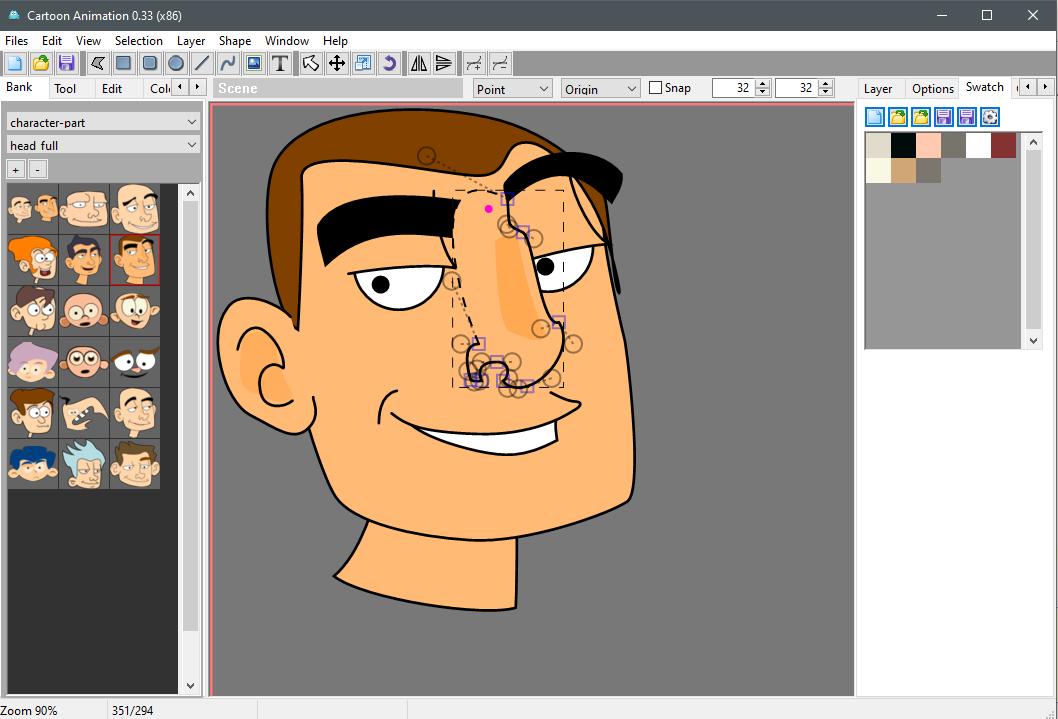 Cartoon Animation 0.33 (x86)
Files Edit View Selection Layer Shape Window Help
Bank Tool Edit Scene Point Origin Snap 32 32 Layer Options Swatch
character-part
head full
+ -
Zoom 90% 351/294